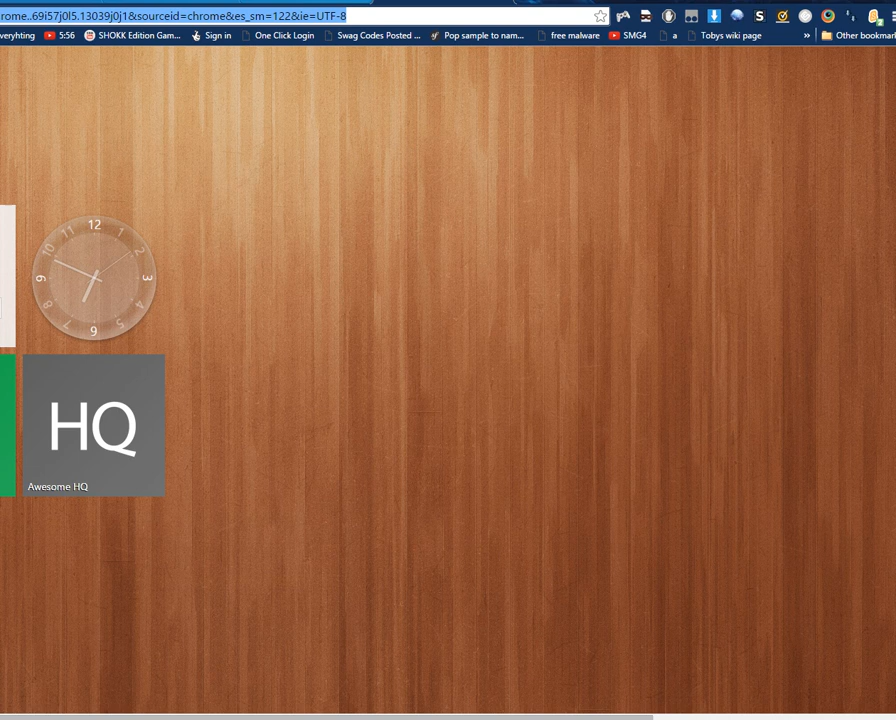 rome..69i57j0l5.13039j0j1&sourceid=chrome&es_sm=122&ie=UTF-8
verything 5:56 SHOKK Edition Gam... Sign in One Click Login Swag Codes Posted ... Pop sample to nam... free malware SMG4 a Tobys wiki page » Other bookmar
12
11 1
10 2
9 3
8 4
7 5
6
HQ
Awesome HQ